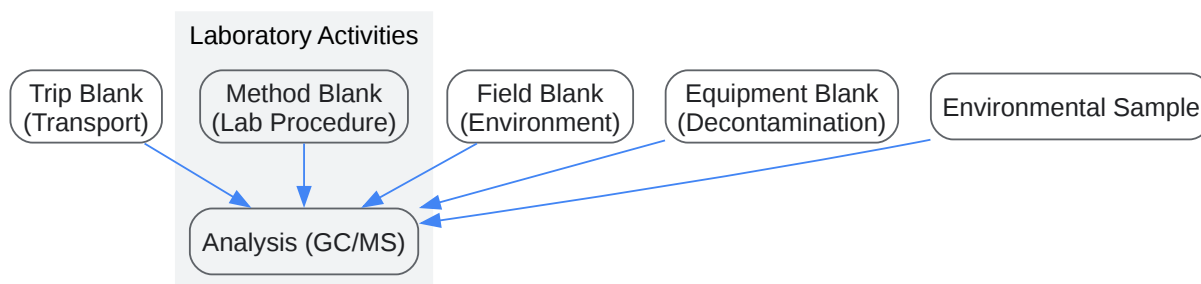 Laboratory Activities
Trip Blank
(Transport)
Method Blank
(Lab Procedure)
Field Blank
(Environment)
Equipment Blank
(Decontamination)
Environmental Sample
Analysis (GC/MS)